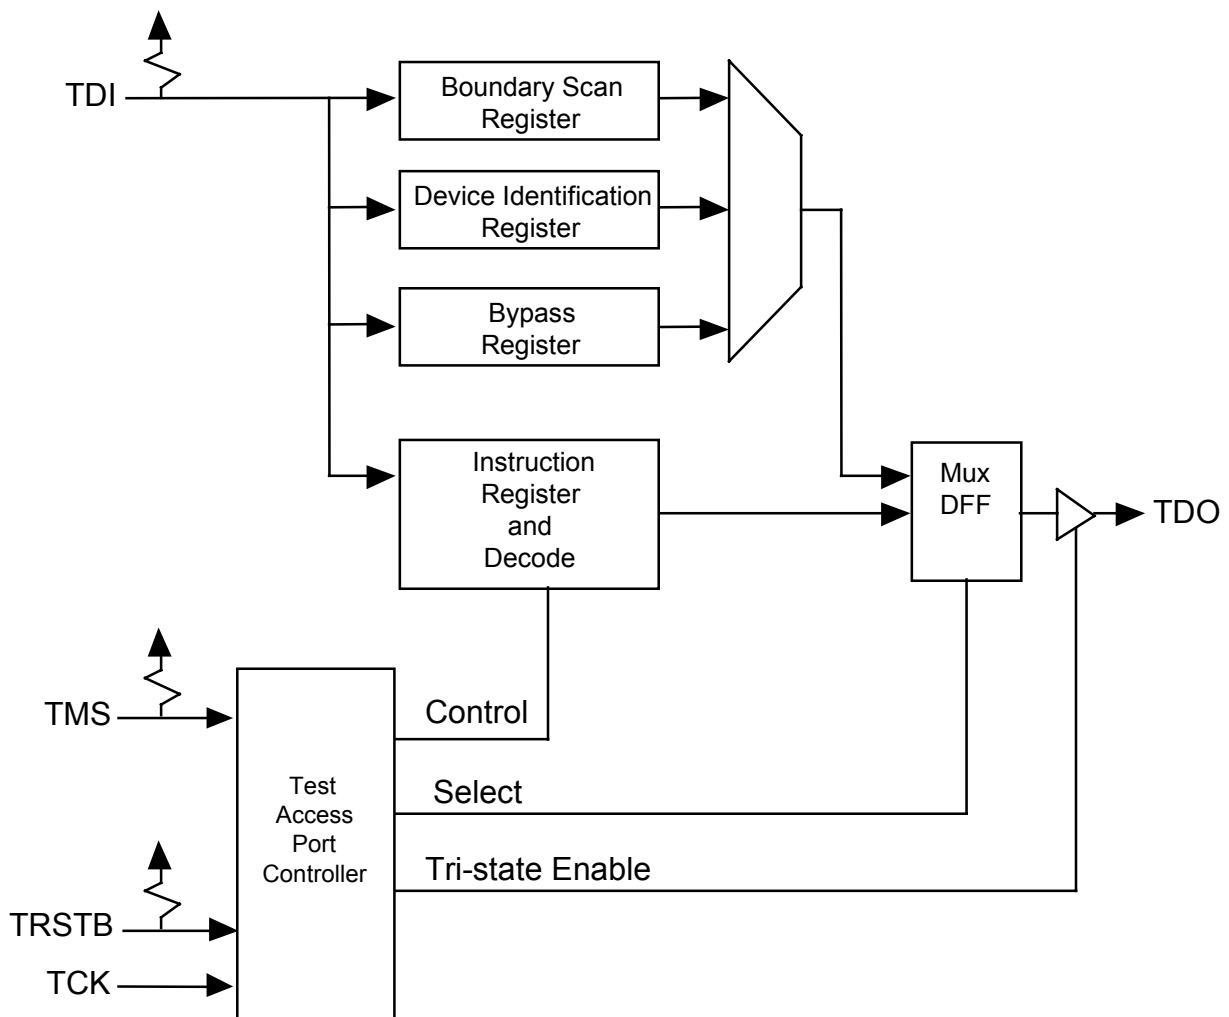 TDI
Boundary Scan
Register
Device Identification
Register
Bypass
Register
Instruction
Register
and
Decode
Mux
DFF
TDO
TMS
Control
Select
Test
Access
Port
Controller
Tri-state Enable
TRSTB
TCK